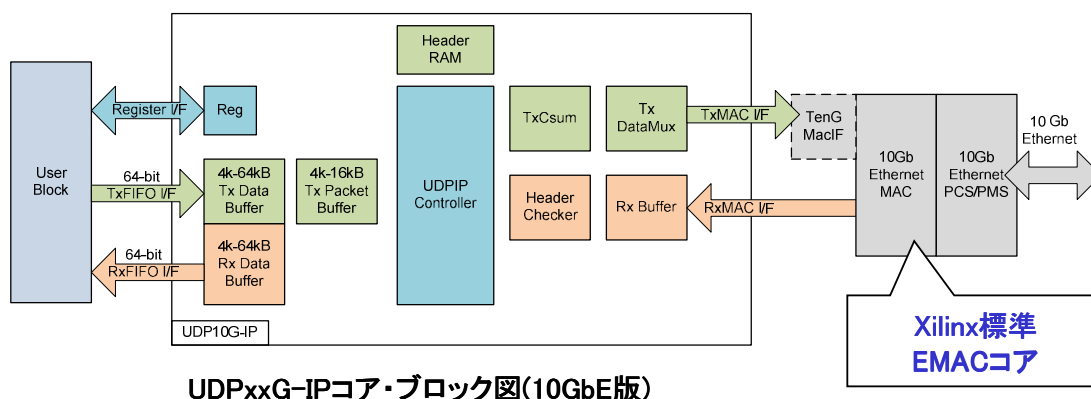 Header
RAM
User
Block
Register I/F
Reg
64-bit
TxFIFO I/F
4k-64kB
Tx Data
Buffer
4k-16kB
Tx Packet
Buffer
64-bit
RxFIFO I/F
4k-64kB
Rx Data
Buffer
UDPIP
Controller
TxCsum
Tx
DataMux
TxMAC I/F
Header
Checker
Rx Buffer
RxMAC I/F
TenG
MacIF
10Gb
Ethernet
MAC
10Gb
Ethernet
PCS/PMS
10 Gb
Ethernet
UDP10G-IP
Xilinx標準
EMACコア
UDPxxG-IPコア・ブロック図(10GbE版)